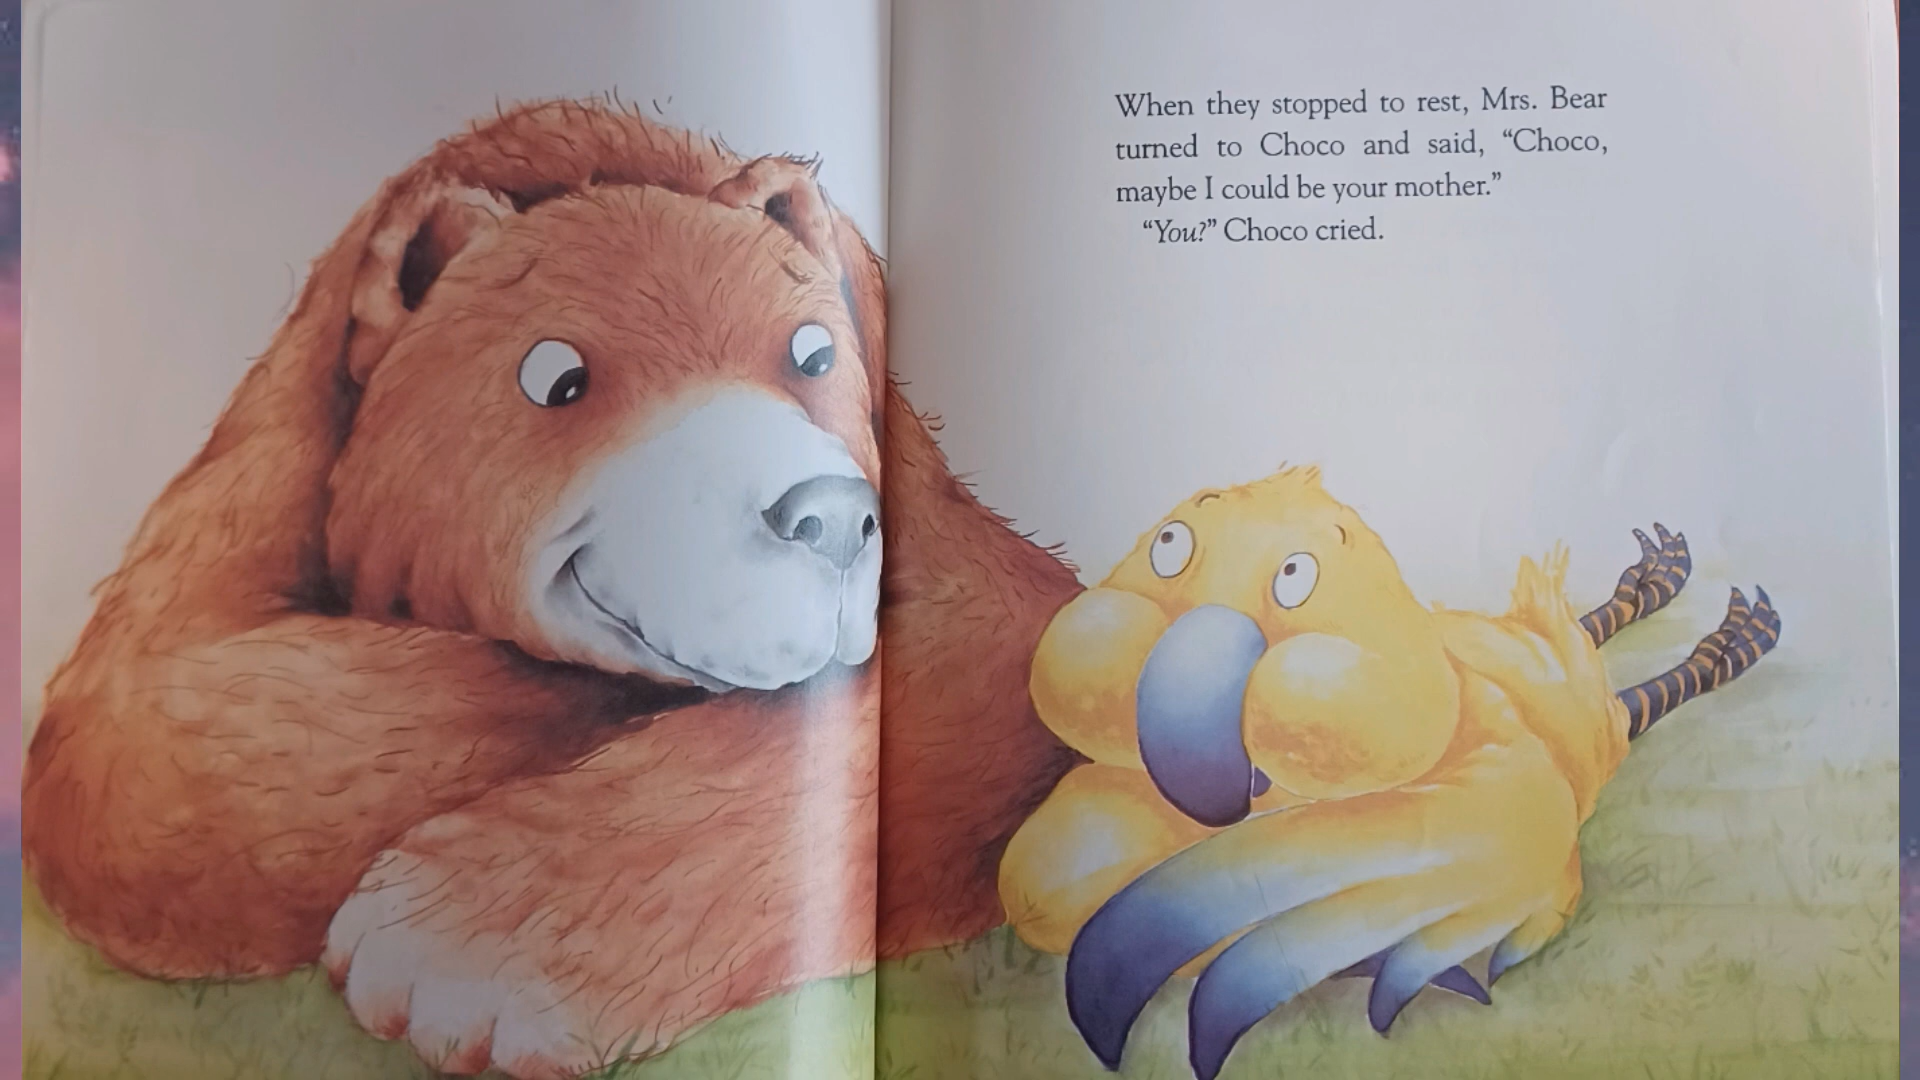 When they stopped to rest, Mrs. Bear
turned to Choco and said, “Choco,
maybe I could be your mother.”
“You?” Choco cried.